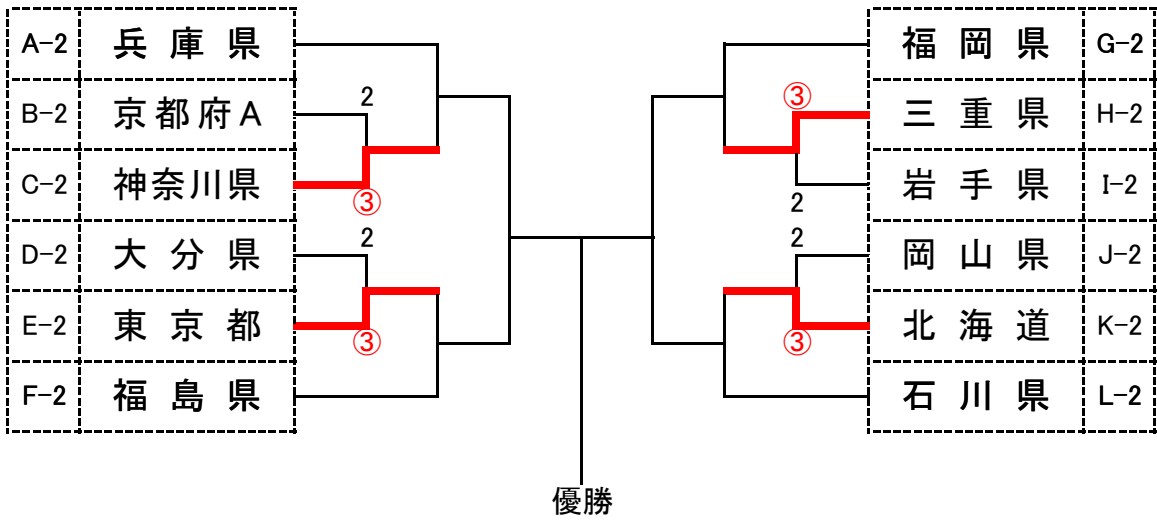 A-2 兵庫県
B-2 京都府A 2
C-2 神奈川県 ③
D-2 大分県 2
E-2 東京都 ③
F-2 福島県
福岡県 G-2
③ 三重県 H-2
2 岩手県 I-2
2 岡山県 J-2
③ 北海道 K-2
石川県 L-2
優勝